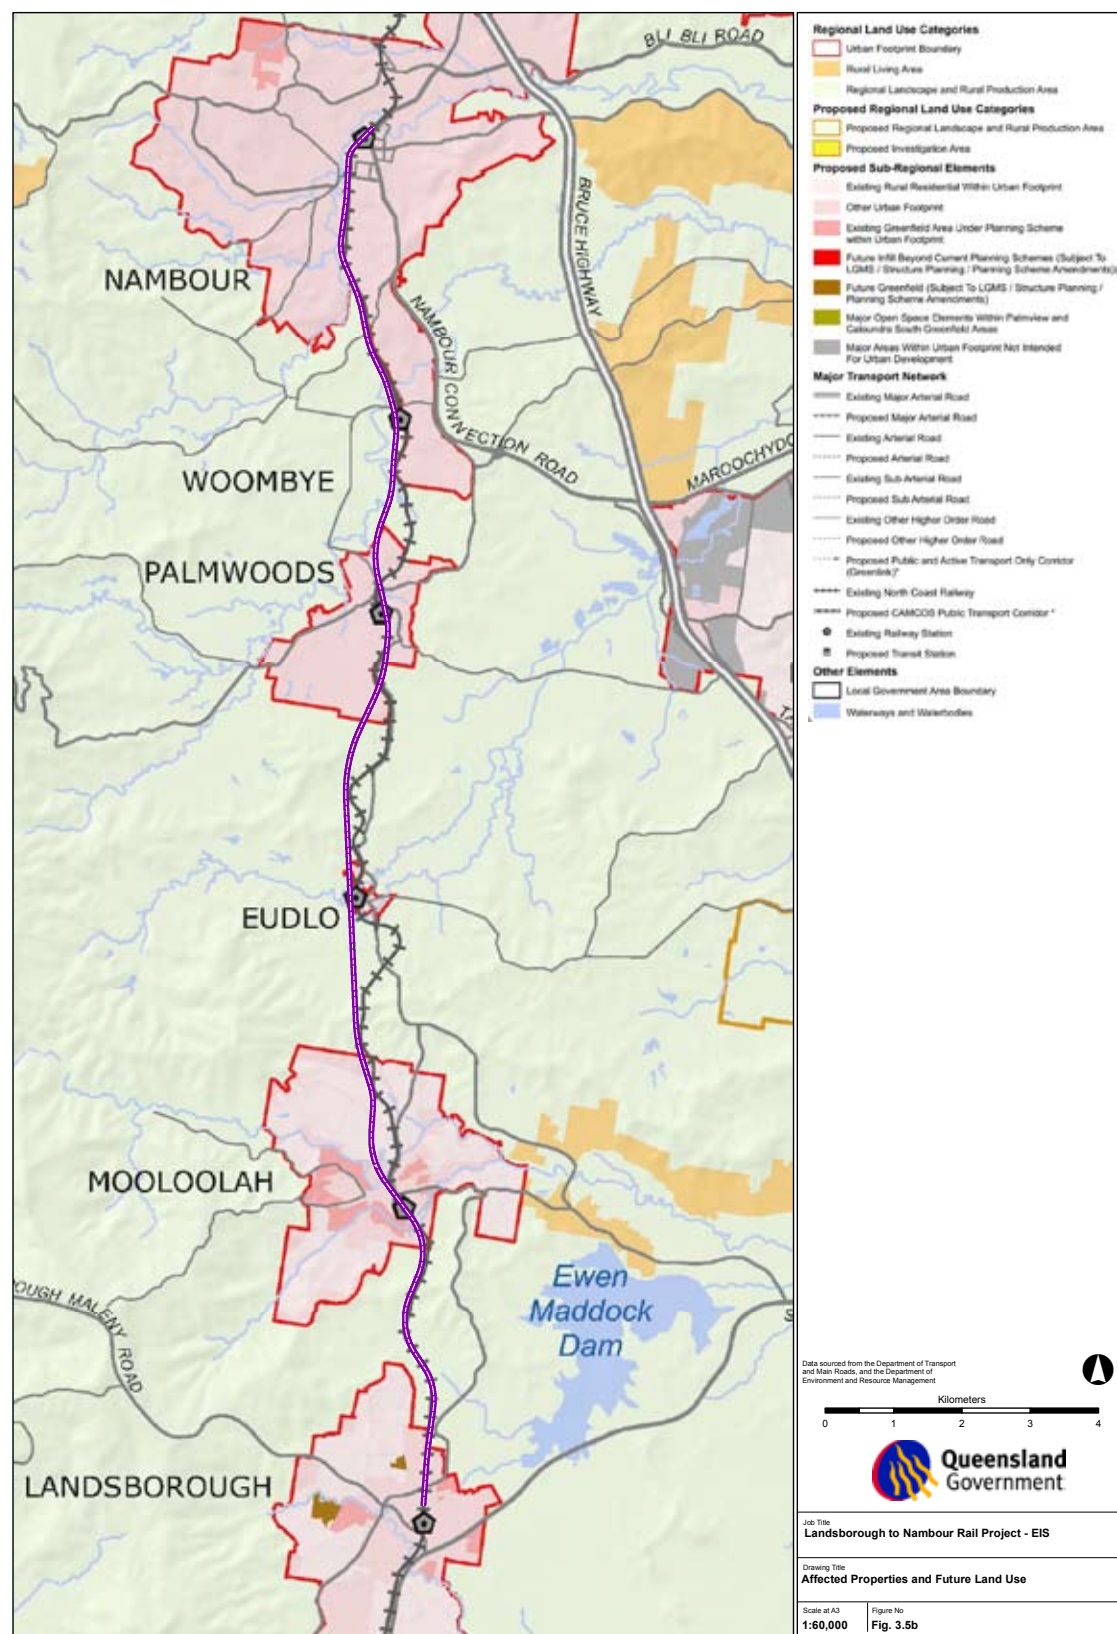 BLI BLI ROAD
BRUCE HIGHWAY
NAMBOUR
NAMBOUR CONNECTION ROAD
WOOMBYE
MAROOCHYDO
PALMWOODS
EUDLO
MOOLOOLAH
OUGH MALENY ROAD
Ewen
Maddock
Dam
S
LANDSBOROUGH
Regional Land Use Categories
Urban Footprint Boundary
Rural Living Area
Regional Landscape and Rural Production Area
Proposed Regional Land Use Categories
Proposed Regional Landscape and Rural Production Area
Proposed Investigation Area
Proposed Sub-Regional Elements
Existing Rural Residential Within Urban Footprint
Other Urban Footprint
Existing Greenfield Area Under Planning Scheme
within Urban Footprint
Future Infill Beyond Current Planning Schemes (Subject To
LGMS / Structure Planning / Planning Scheme Amendments)
Future Greenfield (Subject To LGMS / Structure Planning /
Planning Scheme Amendments)
Major Open Space Elements Within Palmview and
Caloundra South Greenfield Areas
Major Areas Within Urban Footprint Not Intended
For Urban Development
Major Transport Network
Existing Major Arterial Road
Proposed Major Arterial Road
Existing Arterial Road
Proposed Arterial Road
Existing Sub Arterial Road
Proposed Sub Arterial Road
Existing Other Higher Order Road
Proposed Other Higher Order Road
Proposed Public and Active Transport Only Corridor
(Greenlink)*
Existing North Coast Railway
Proposed CAMCOS Public Transport Corridor *
Existing Railway Station
Proposed Transit Station
Other Elements
Local Government Area Boundary
Waterways and Waterbodies
Data sourced from the Department of Transport
and Main Roads, and the Department of
Environment and Resource Management
Kilometers
0 1 2 3 4
Queensland
Government
Job Title
Landsborough to Nambour Rail Project - EIS
Drawing Title
Affected Properties and Future Land Use
Scale at A3
1:60,000
Figure No
Fig. 3.5b